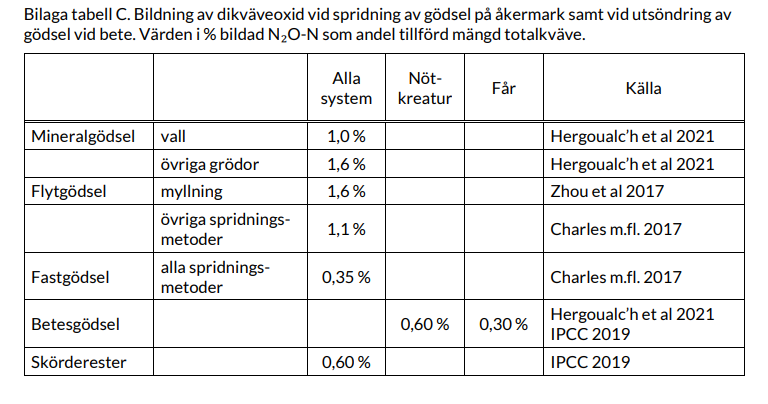 Bilaga tabell C. Bildning av dikväveoxid vid spridning av gödsel på åkermark samt vid utsöndring av
gödsel vid bete. Värden i % bildad N₂O-N som andel tillförd mängd totalkväve.
Alla system Nöt-kreatur Får Källa
Mineralgödsel vall 1,0 % Hergoualc’h et al 2021
övriga grödor 1,6 % Hergoualc’h et al 2021
Flytgödsel myllning 1,6 % Zhou et al 2017
övriga spridnings-
metoder 1,1 % Charles m.fl. 2017
Fastgödsel alla spridnings-
metoder 0,35 % Charles m.fl. 2017
Betesgödsel 0,60 % 0,30 % Hergoualc’h et al 2021
IPCC 2019
Skörderester 0,60 % IPCC 2019